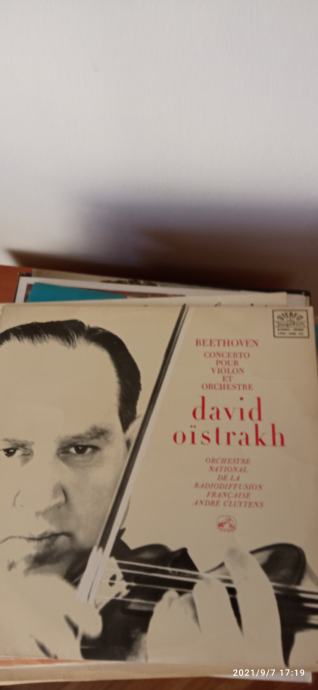 STEREO
BEETHOVEN
CONCERTO
POUR
VIOLON
ET
ORCHESTRE
david
oïstrakh
ORCHESTRE
NATIONAL
DE LA
RADIODIFFUSION
FRANÇAISE
ANDRÉ CLUYTENS
2021/9/7 17:19